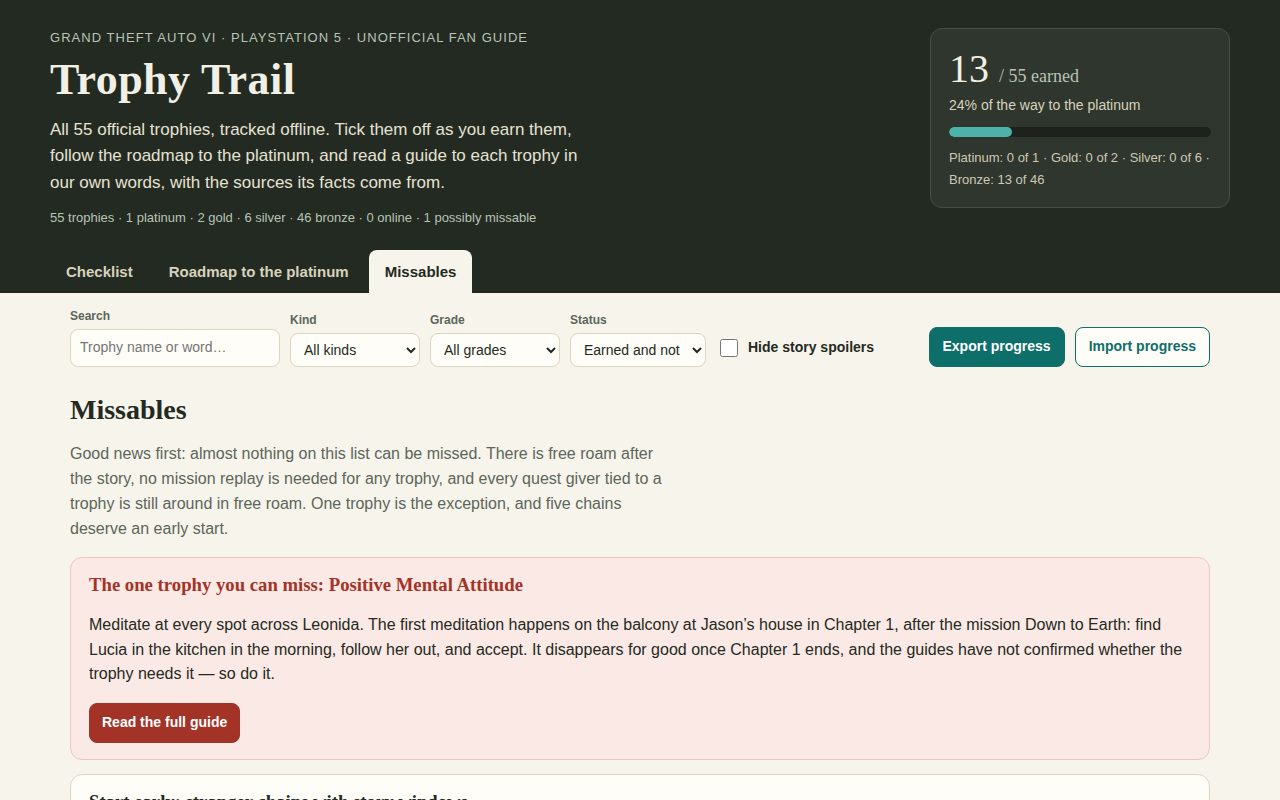 GRAND THEFT AUTO VI · PLAYSTATION 5 · UNOFFICIAL FAN GUIDE
Trophy Trail
All 55 official trophies, tracked offline. Tick them off as you earn them,
follow the roadmap to the platinum, and read a guide to each trophy in
our own words, with the sources its facts come from.
55 trophies · 1 platinum · 2 gold · 6 silver · 46 bronze · 0 online · 1 possibly missable
13 / 55 earned
24% of the way to the platinum
Platinum: 0 of 1 · Gold: 0 of 2 · Silver: 0 of 6 ·
Bronze: 13 of 46
Checklist
Roadmap to the platinum
Missables
Search
Trophy name or word…
Kind
All kinds
Grade
All grades
Status
Earned and not
Hide story spoilers
Export progress
Import progress
Missables
Good news first: almost nothing on this list can be missed. There is free roam after
the story, no mission replay is needed for any trophy, and every quest giver tied to a
trophy is still around in free roam. One trophy is the exception, and five chains
deserve an early start.
The one trophy you can miss: Positive Mental Attitude
Meditate at every spot across Leonida. The first meditation happens on the balcony at Jason’s house in Chapter 1, after the mission Down to Earth: find
Lucia in the kitchen in the morning, follow her out, and accept. It disappears for good once Chapter 1 ends, and the guides have not confirmed whether the
trophy needs it — so do it.
Read the full guide